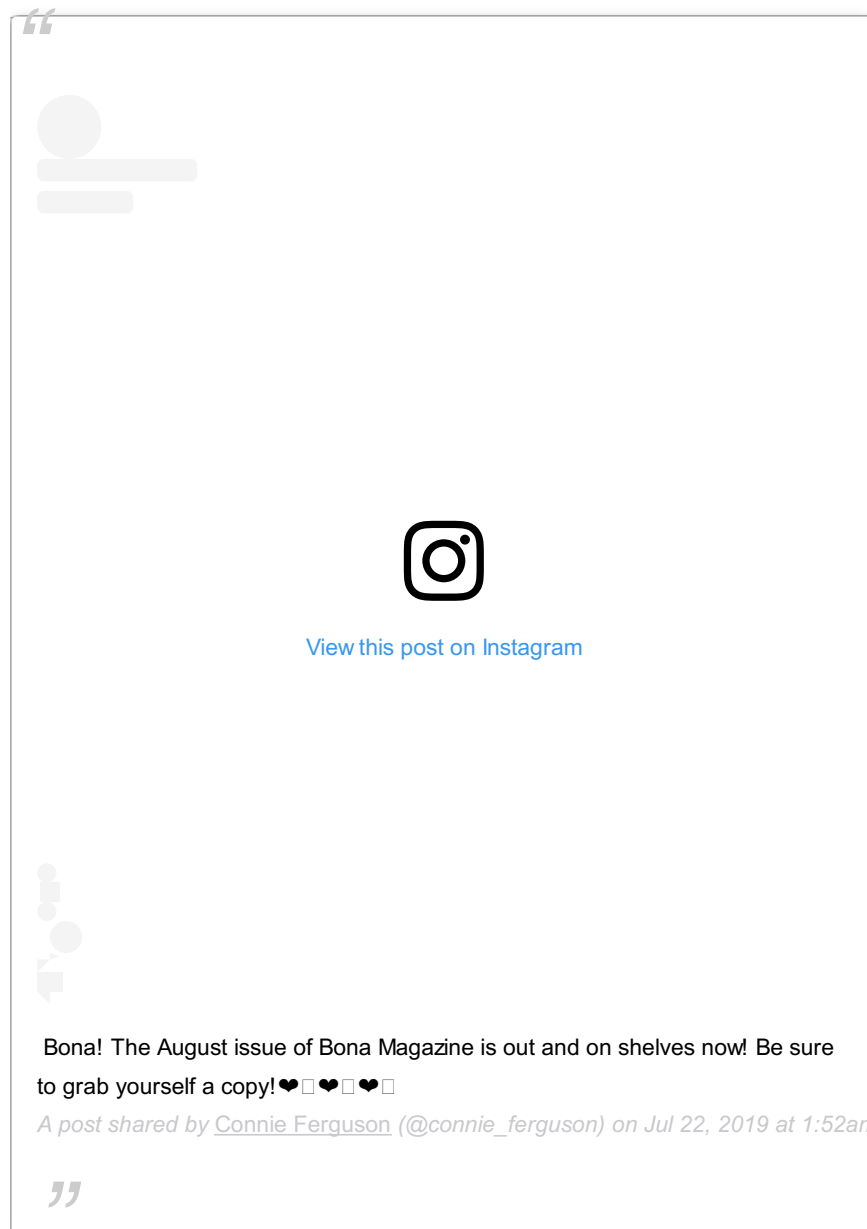 “
View this post on Instagram
Bona! The August issue of Bona Magazine is out and on shelves now! Be sure
to grab yourself a copy!❤□❤□❤□
A post shared by Connie Ferguson (@connie_ferguson) on Jul 22, 2019 at 1:52am
”